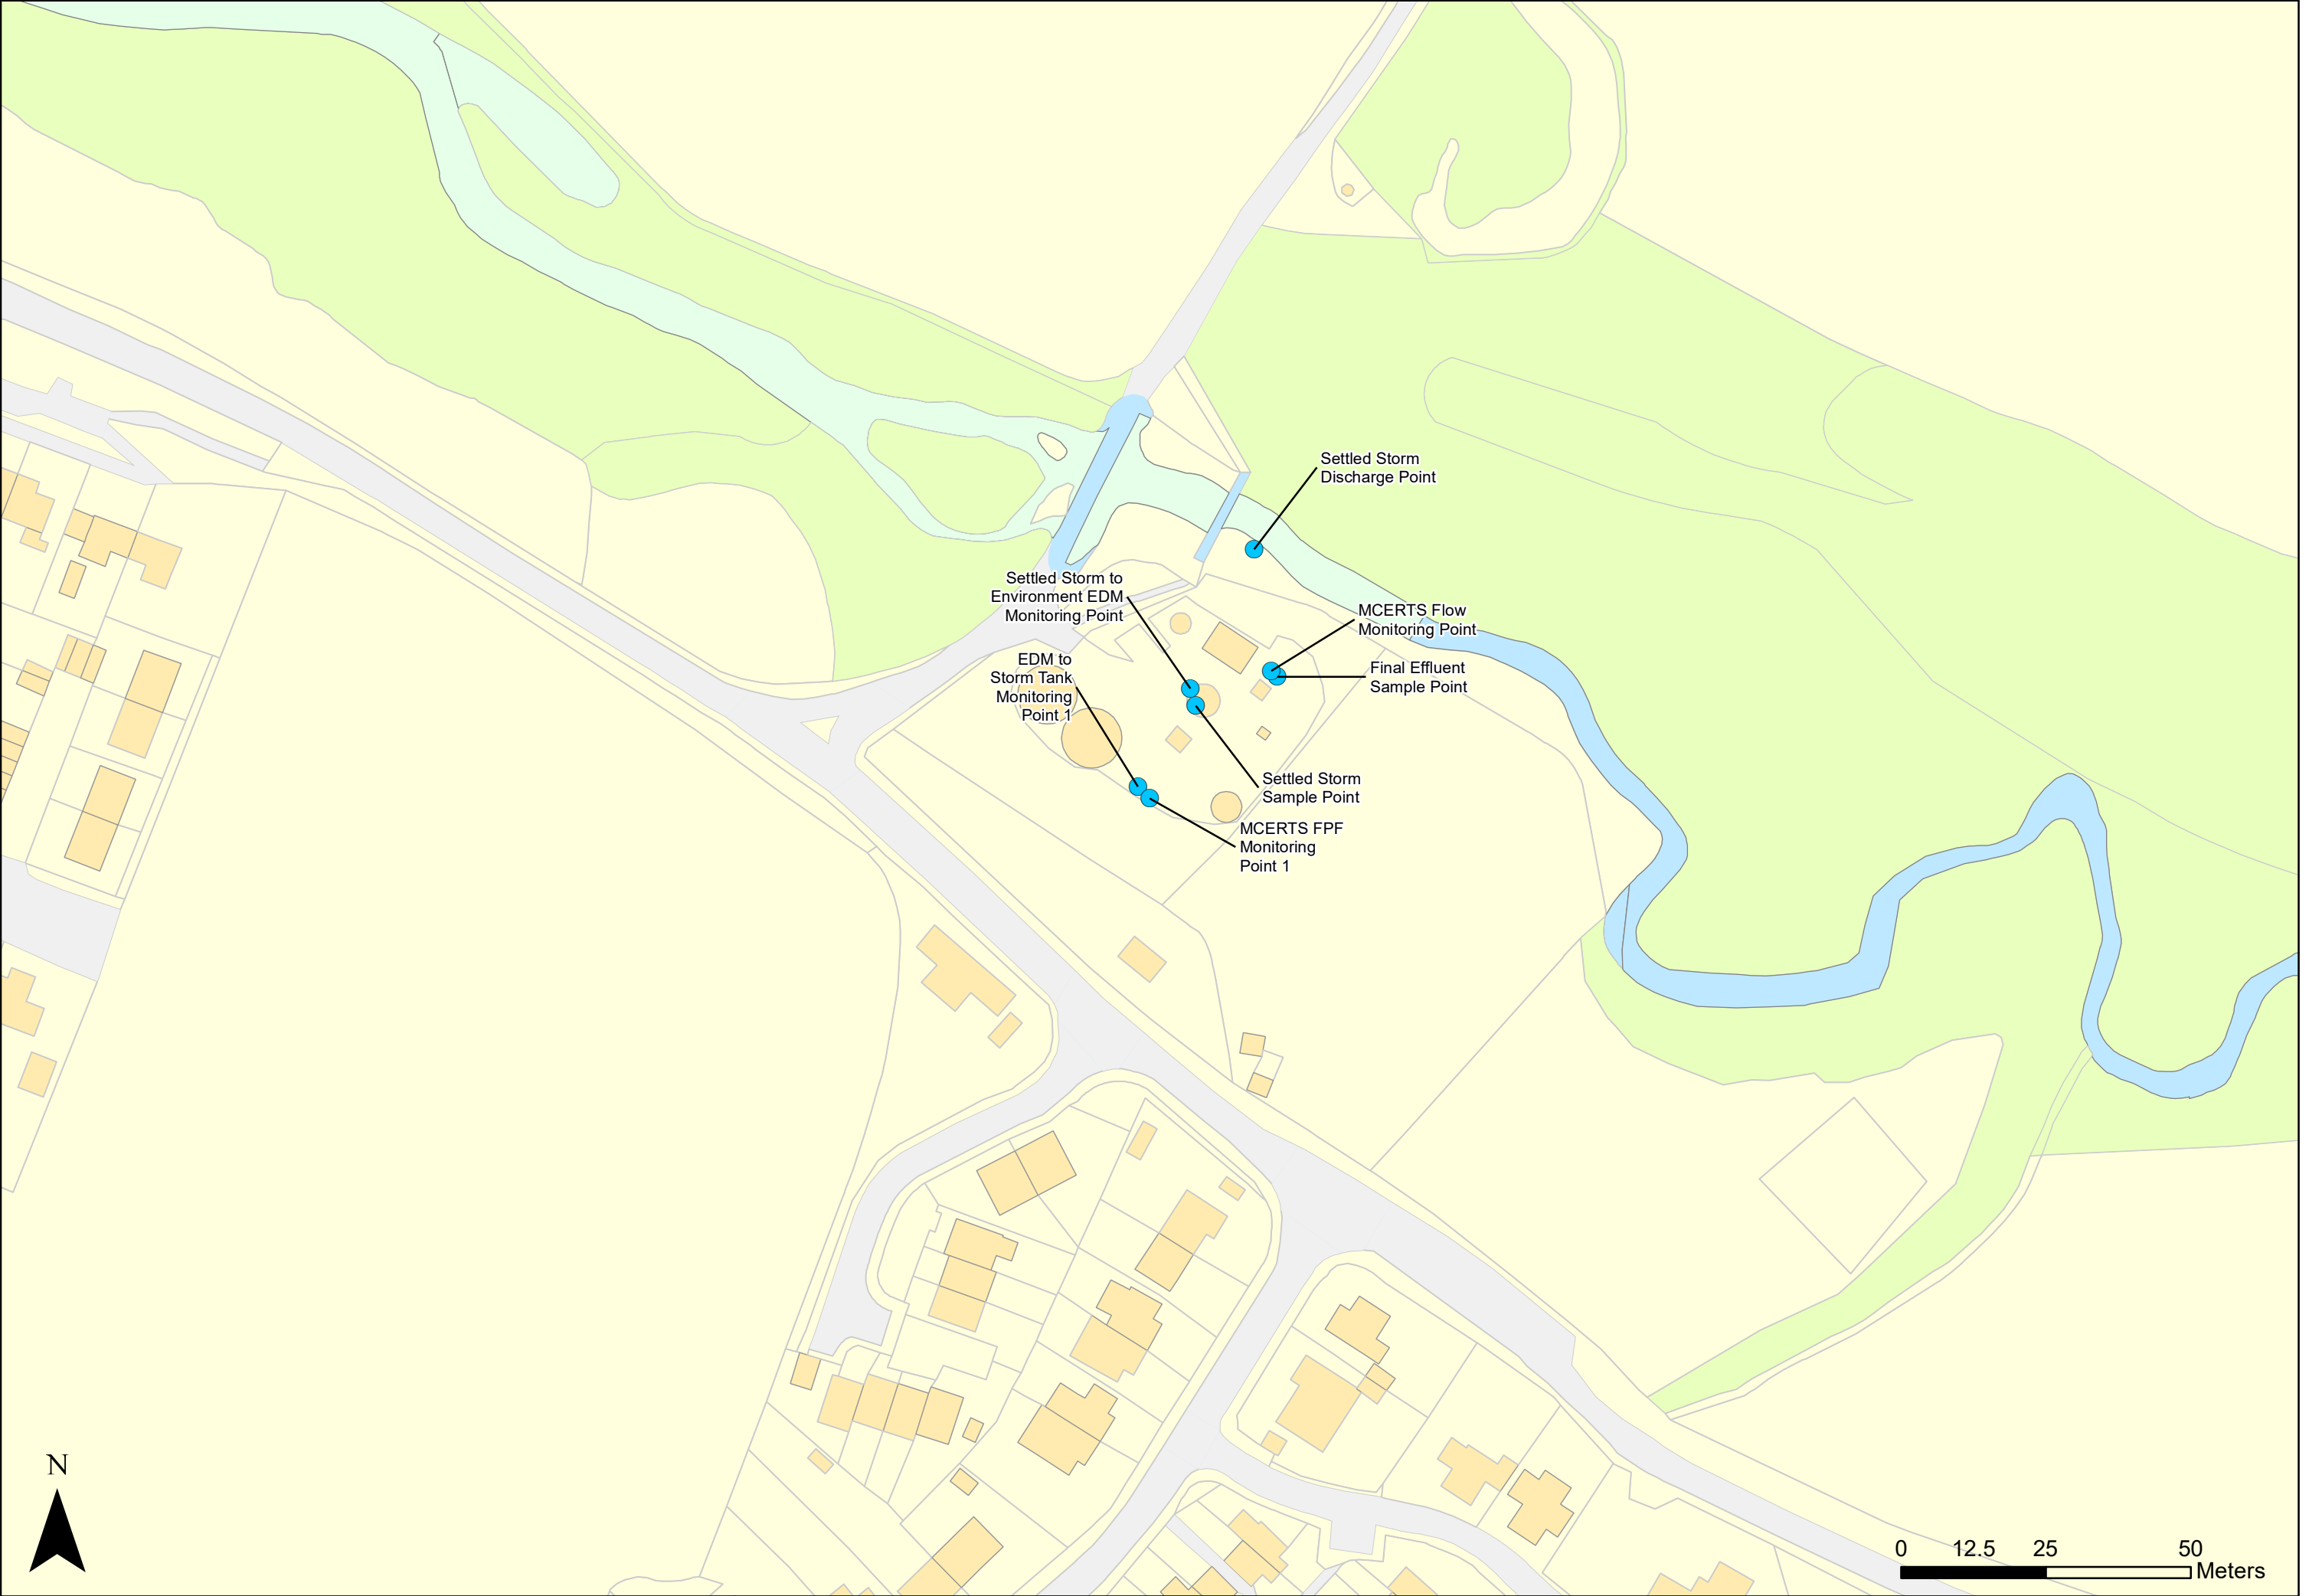 Settled Storm
Discharge Point
Settled Storm to
Environment EDM
Monitoring Point
MCERTS Flow
Monitoring Point
EDM to
Storm Tank
Monitoring
Point 1
Final Effluent
Sample Point
Settled Storm
Sample Point
MCERTS FPF
Monitoring
Point 1
N
0 12.5 25 50
Meters